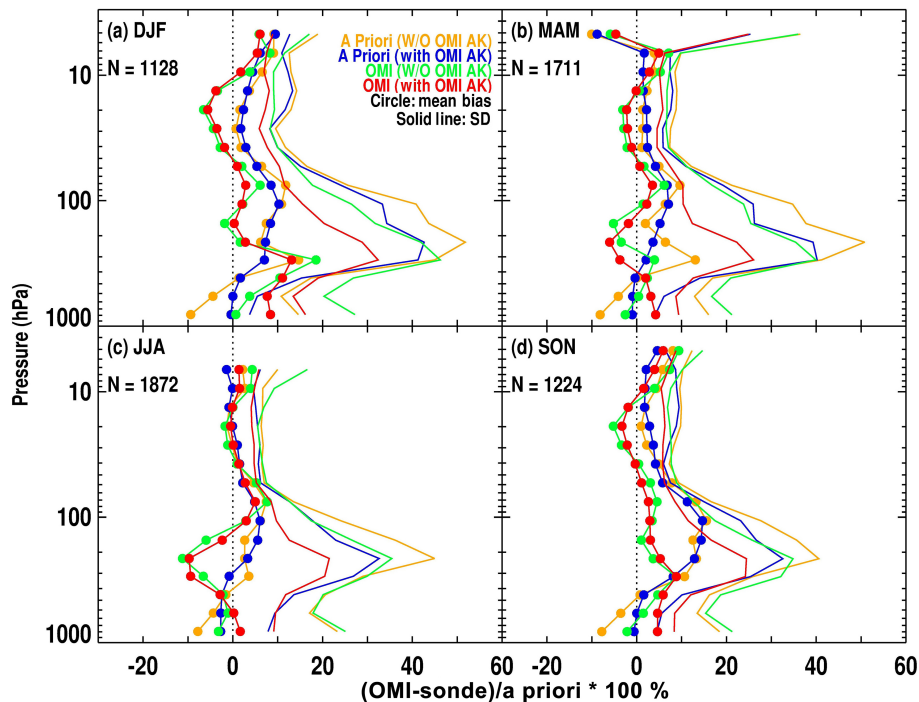 (a) DJF
N = 1128
A Priori (W/O OMI AK)
A Priori (with OMI AK)
OMI (W/O OMI AK)
OMI (with OMI AK)
Circle: mean bias
Solid line: SD
(b) MAM
N = 1711
10
100
1000
Pressure (hPa)
(c) JJA
N = 1872
(d) SON
N = 1224
10
100
1000
-20 0 20 40 -20 0 20 40 60
(OMI-sonde)/a priori * 100 %